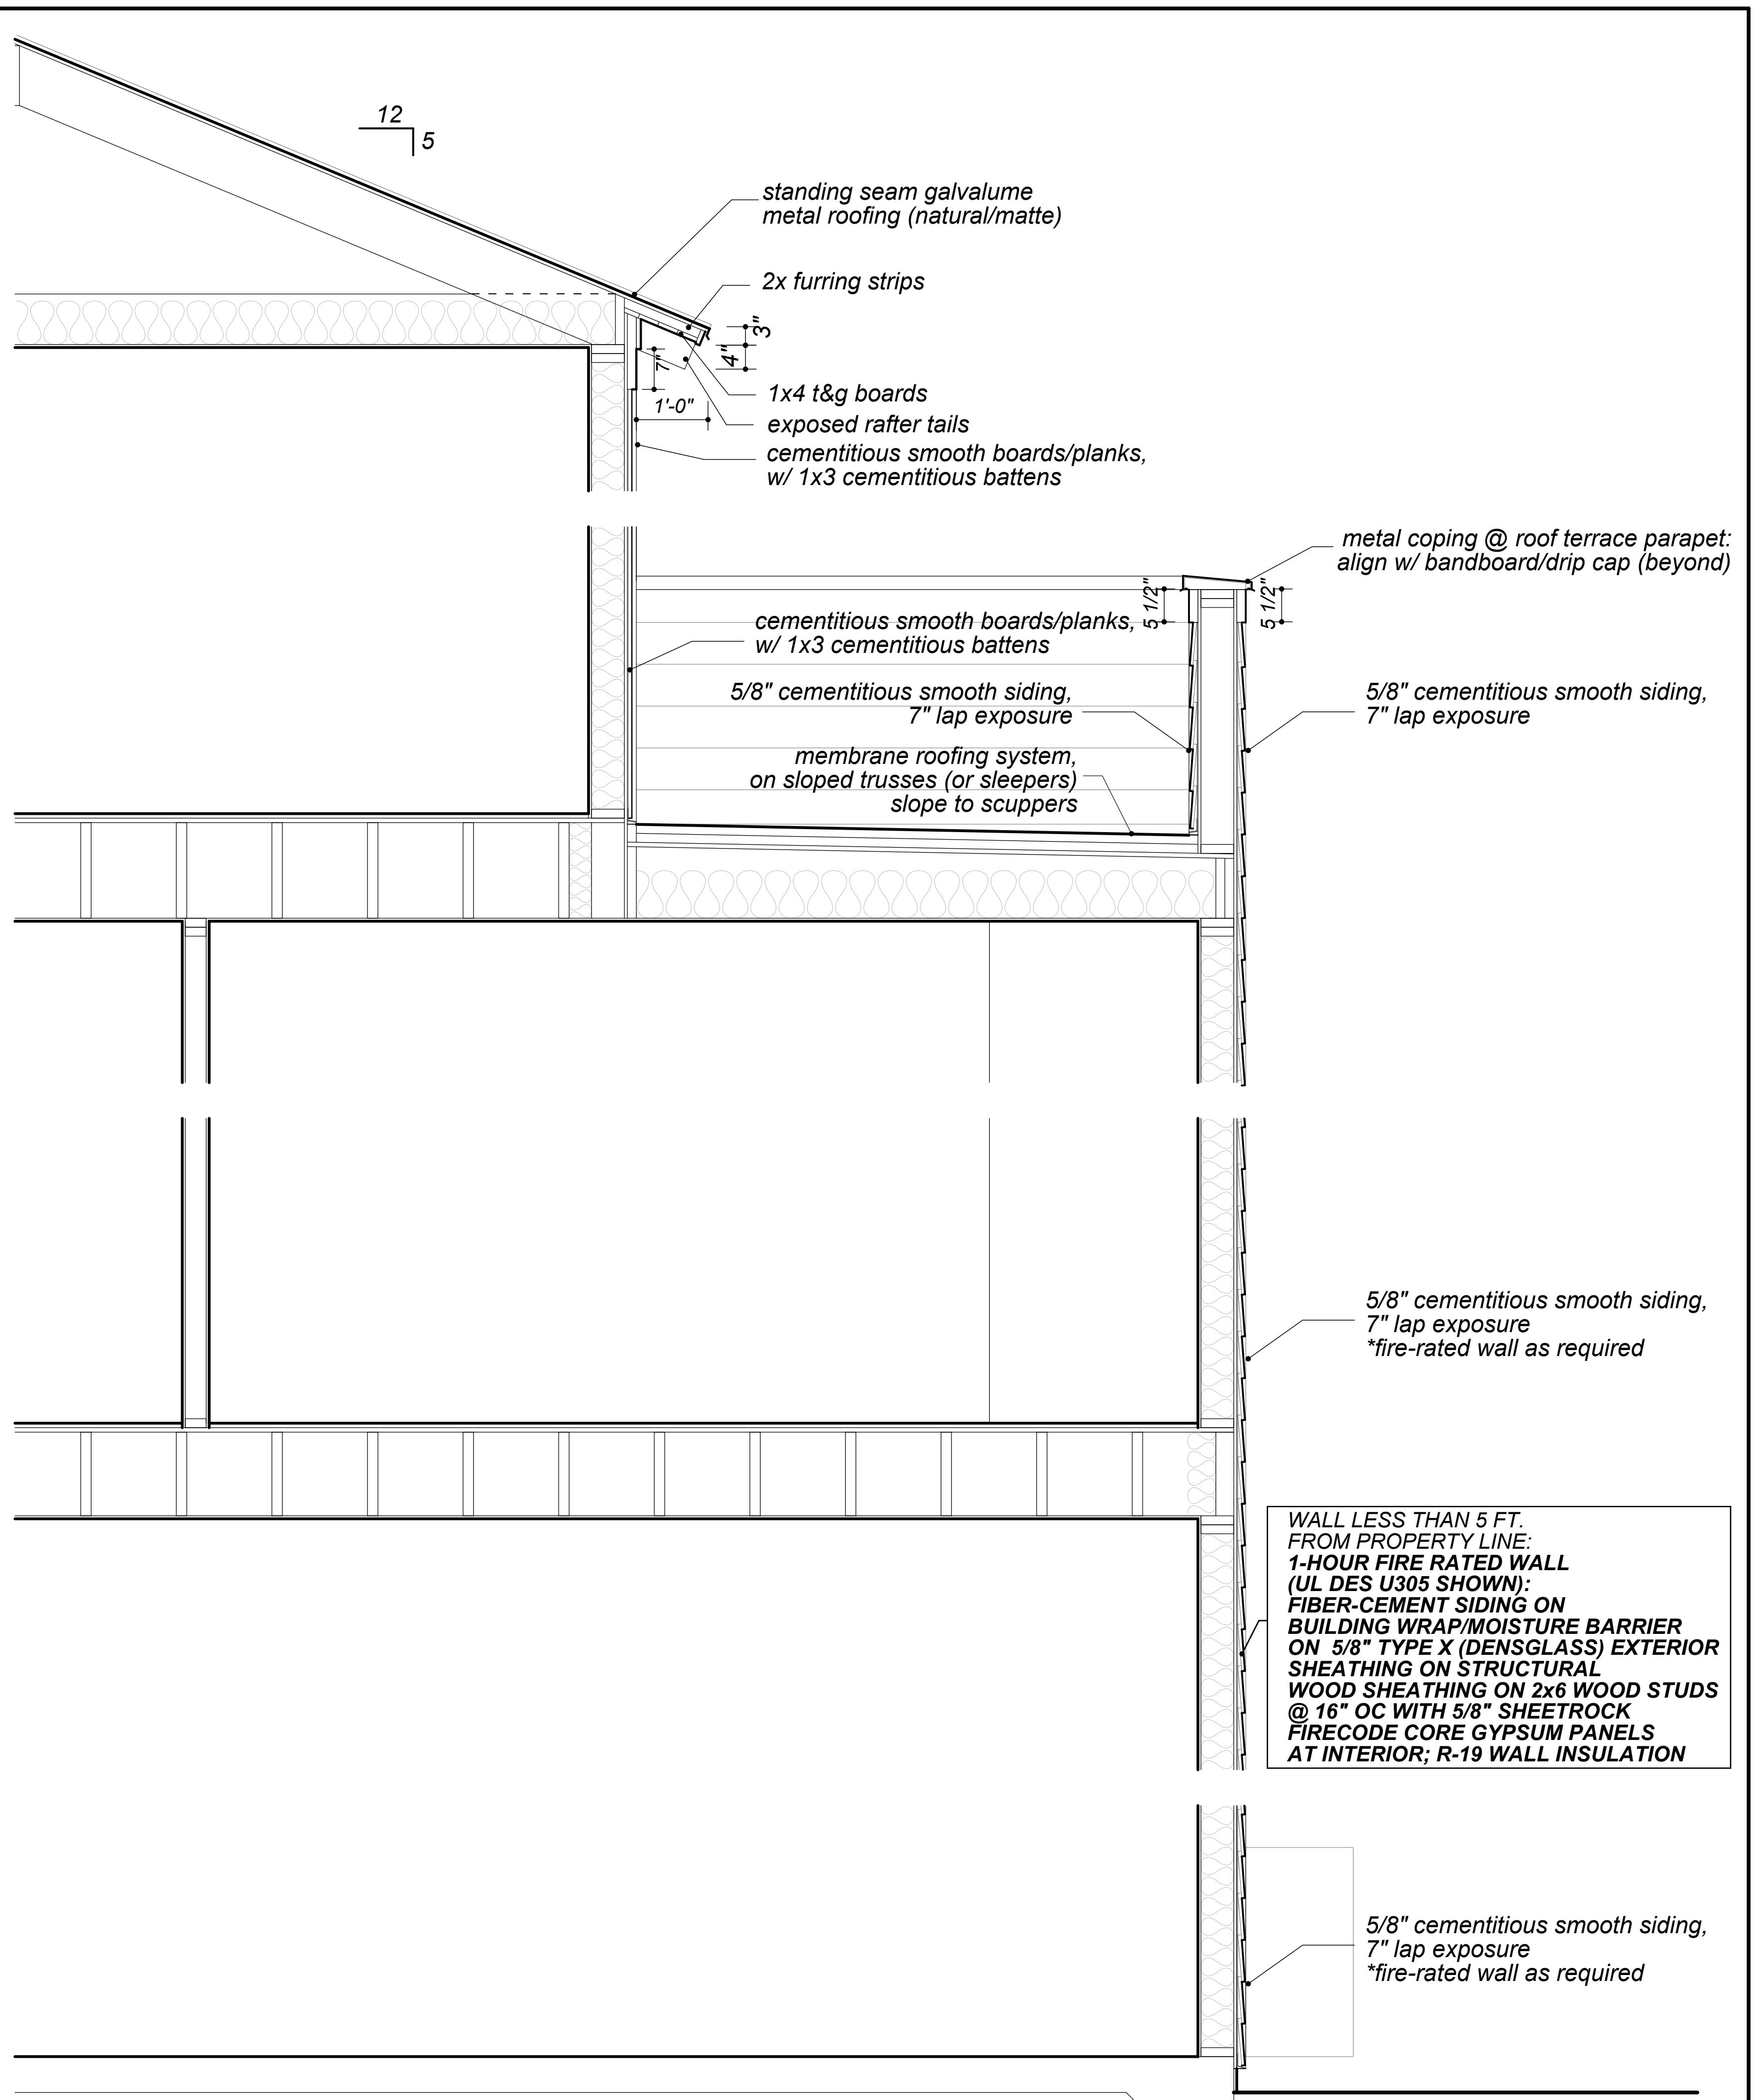 12
5
standing seam galvalume
metal roofing (natural/matte)
2x furring strips
3"
4"
7"
1'-0"
1x4 t&g boards
exposed rafter tails
cementitious smooth boards/planks,
w/ 1x3 cementitious battens
metal coping @ roof terrace parapet:
align w/ bandboard/drip cap (beyond)
5 1/2"
5 1/2"
cementitious smooth boards/planks,
w/ 1x3 cementitious battens
5/8" cementitious smooth siding,
7" lap exposure
5/8" cementitious smooth siding,
7" lap exposure
membrane roofing system,
on sloped trusses (or sleepers)
slope to scuppers
5/8" cementitious smooth siding,
7" lap exposure
*fire-rated wall as required
WALL LESS THAN 5 FT.
FROM PROPERTY LINE:
1-HOUR FIRE RATED WALL
(UL DES U305 SHOWN):
FIBER-CEMENT SIDING ON
BUILDING WRAP/MOISTURE BARRIER
ON 5/8" TYPE X (DENSGLASS) EXTERIOR
SHEATHING ON STRUCTURAL
WOOD SHEATHING ON 2x6 WOOD STUDS
@ 16" OC WITH 5/8" SHEETROCK
FIRECODE CORE GYPSUM PANELS
AT INTERIOR; R-19 WALL INSULATION
5/8" cementitious smooth siding,
7" lap exposure
*fire-rated wall as required